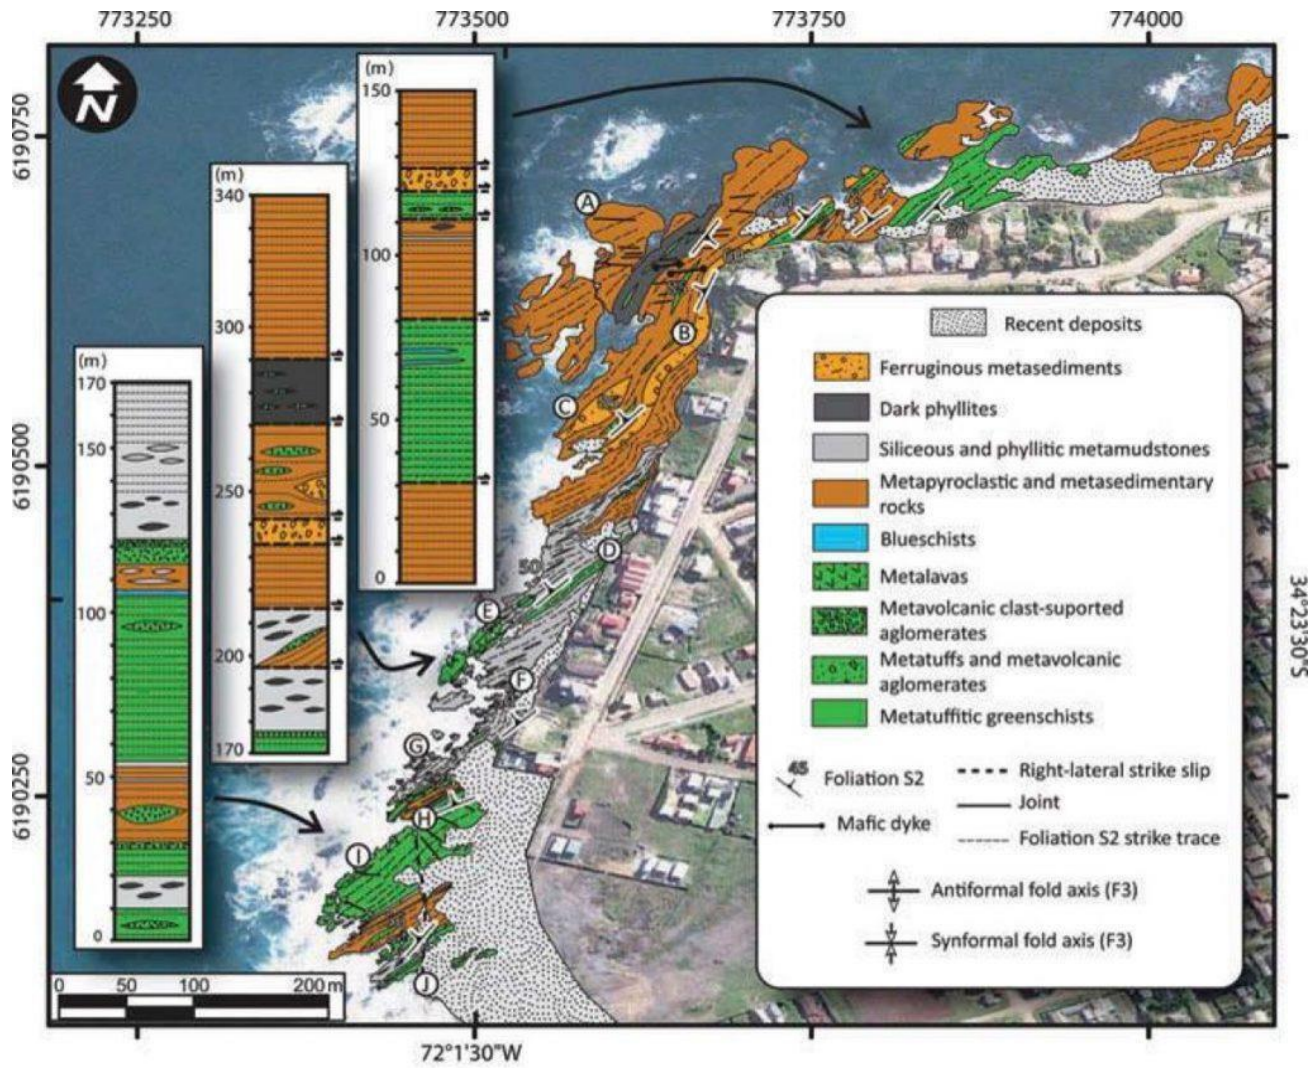 773250
773500
773750
774000
6190750
6190500
6190250
N
(m)
150
100
50
0
(m)
340
300
250
200
170
(m)
170
150
100
50
0
A
B
C
D
50
E
F
G
H
I
J
Recent deposits
Ferruginous metasediments
Dark phyllites
Siliceous and phyllitic metamudstones
Metapyroclastic and metasedimentary
rocks
Blueschists
Metalavas
Metavolcanic clast-suported
aglomerates
Metatuffs and metavolcanic
aglomerates
Metatuffitic greenschists
45
Foliation S2
Mafic dyke
Right-lateral strike slip
Joint
Foliation S2 strike trace
Antiformal fold axis (F3)
Synformal fold axis (F3)
34°23'30"S
0 50 100 200 m
72°1'30"W